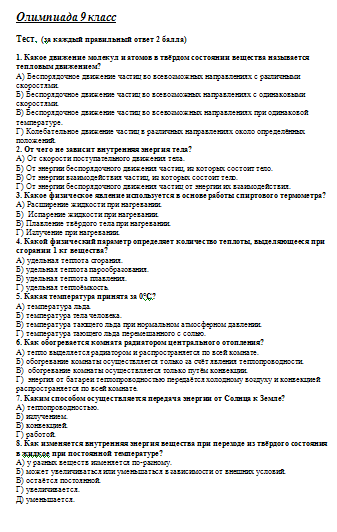 Олимпиада 9 класс
Тест. (за каждый правильный ответ 2 балла)
1. Какое движение молекул и атомов в твёрдом состоянии вещества называется
тепловым движением?
А) Беспорядочное движение частиц во всевозможных направлениях с различными
скоростями.
Б) Беспорядочное движение частиц во всевозможных направлениях с одинаковыми
скоростями.
В) Беспорядочное движение частиц во всевозможных направлениях при одинаковой
температуре.
Г) Колебательное движение частиц в различных направлениях около определённых
положений.
2. От чего не зависит внутренняя энергия тела?
А) От скорости поступательного движения тела.
Б) От энергии беспорядочного движения частиц, из которых состоит тело.
В) От энергии взаимодействия частиц, из которых состоит тело.
Г) От энергии беспорядочного движения частиц от энергии их взаимодействия.
3. Какое физическое явление используется в основе работы спиртового термометра?
А) Расширение жидкости при нагревании.
Б) Испарение жидкости при нагревании.
В) Плавление твёрдого тела при нагревании.
Г) Излучение при нагревании.
4. Какой физический параметр определяет количество теплоты, выделяющееся при
сгорании 1 кг вещества?
А) удельная теплота сгорания.
Б) удельная теплота парообразования.
В) удельная теплота плавления.
Г) удельная теплоёмкость.
5. Какая температура принята за 0°С?
А) температура льда.
Б) температура тела человека.
В) температура тающего льда при нормальном атмосферном давлении.
Г) температура тающего льда перемешанного с солью.
6. Как обогревается комната радиатором центрального отопления?
А) тепло выделяется радиатором и распространяется по всей комнате.
Б) обогревание комнаты осуществляется только за счёт явления теплопроводности.
В) обогревание комнаты осуществляется только путём конвекции.
Г) энергия от батареи теплопроводностью передаётся холодному воздуху и конвекцией
распространяется по всей комнате.
7. Каким способом осуществляется передача энергии от Солнца к Земле?
А) теплопроводностью.
Б) излучением.
В) конвекцией.
Г) работой.
8. Как изменяется внутренняя энергия вещества при переходе из твёрдого состояния
в жидкое при постоянной температуре?
А) у разных веществ изменяется по-разному.
Б) может увеличиваться или уменьшаться в зависимости от внешних условий.
В) остаётся постоянной.
Г) увеличивается.
Д) уменьшается.